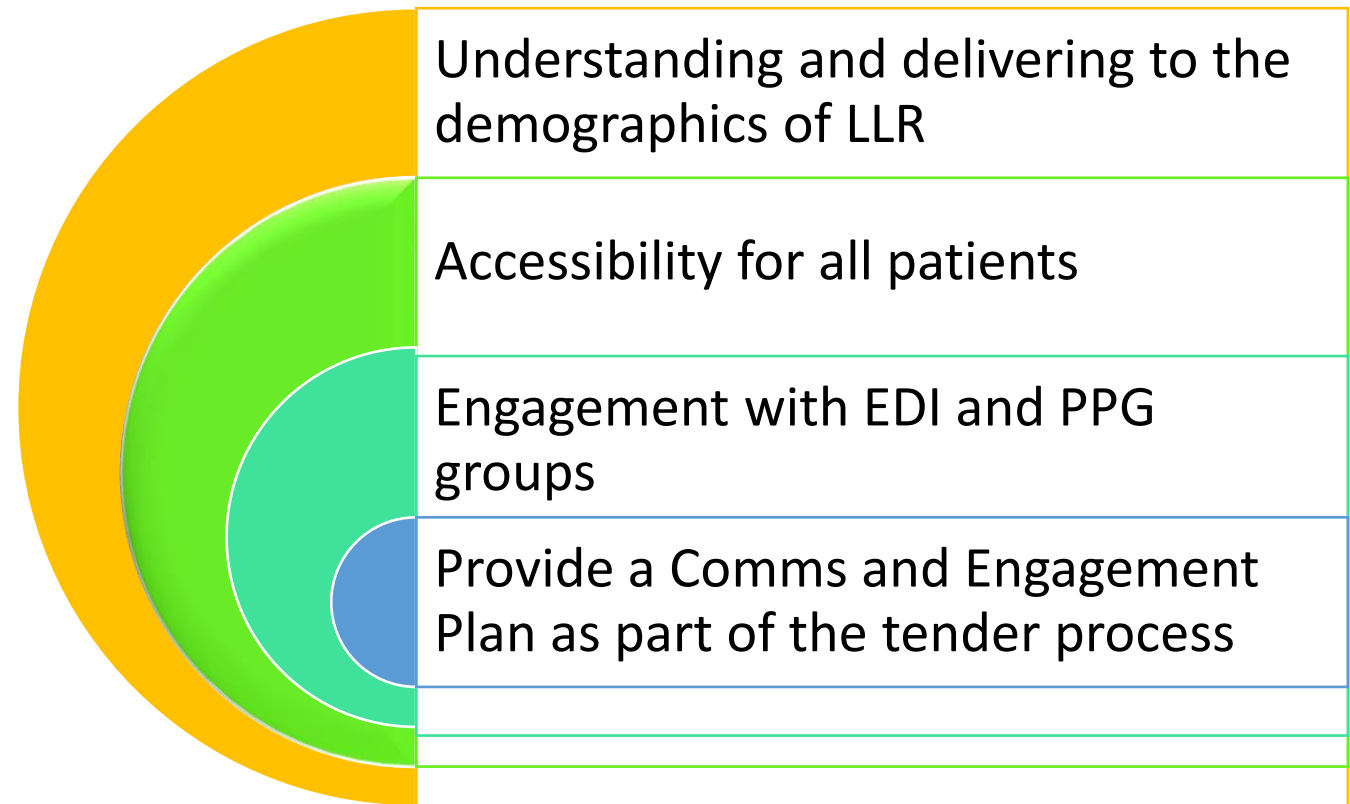 Understanding and delivering to the
demographics of LLR
Accessibility for all patients
Engagement with EDI and PPG
groups
Provide a Comms and Engagement
Plan as part of the tender process